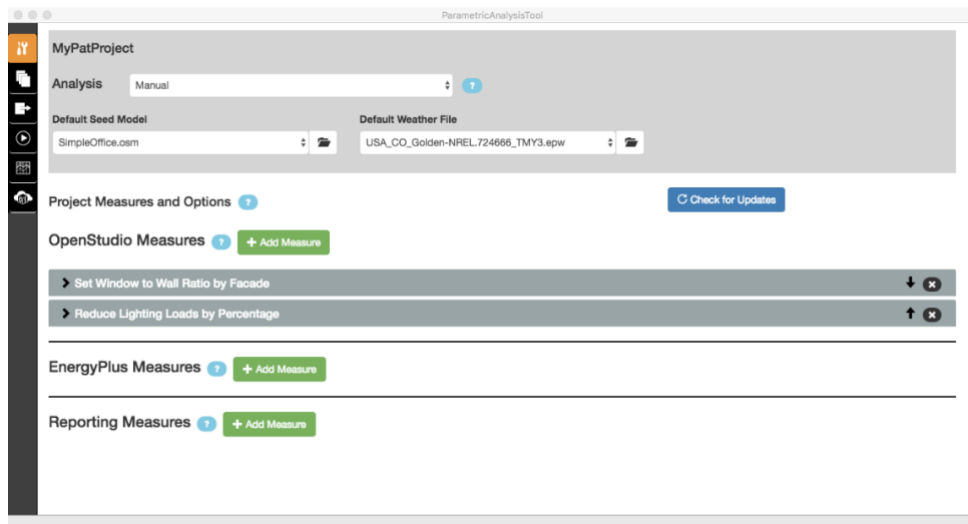 ParametricAnalysisTool
MyPatProject
Analysis Manual ?
Default Seed Model Default Weather File
SimpleOffice.osm USA_CO_Golden-NREL.724666_TMY3.epw
Project Measures and Options ? Check for Updates
OpenStudio Measures ? + Add Measure
Set Window to Wall Ratio by Facade
Reduce Lighting Loads by Percentage
EnergyPlus Measures ? + Add Measure
Reporting Measures ? + Add Measure